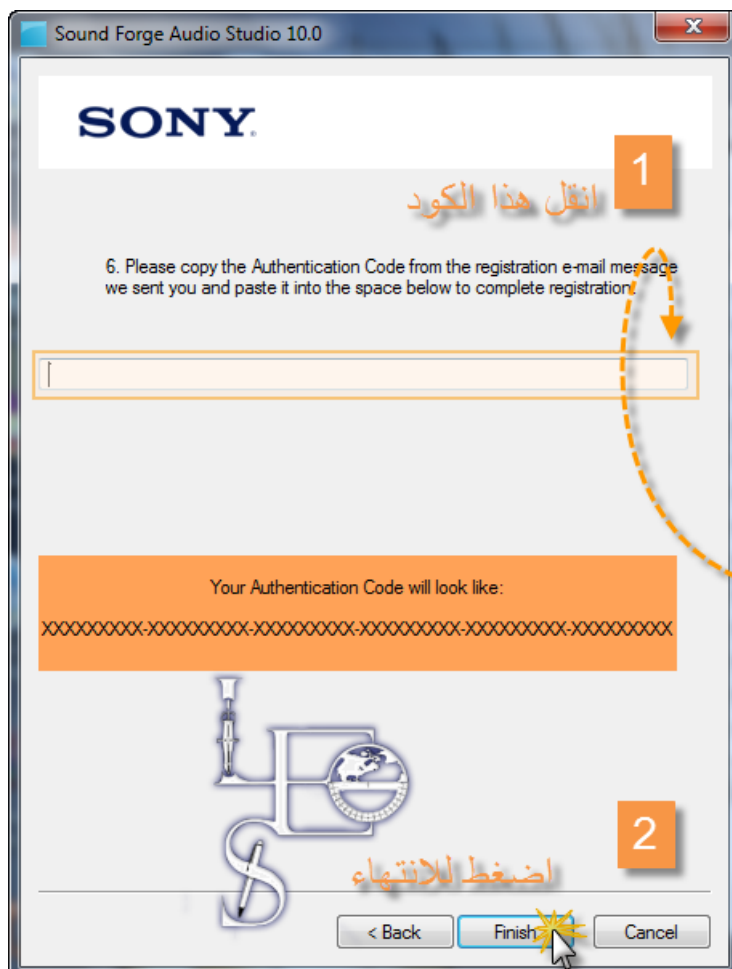 Sound Forge Audio Studio 10.0
SONY
1
انقل هذا الكود
6. Please copy the Authentication Code from the registration e-mail message
we sent you and paste it into the space below to complete registration.
Your Authentication Code will look like:
XXXXXXXXX-XXXXXXXXX-XXXXXXXXX-XXXXXXXXX-XXXXXXXXX-XXXXXXXXX
2
اضغط للانتهاء
< Back
Finish
Cancel